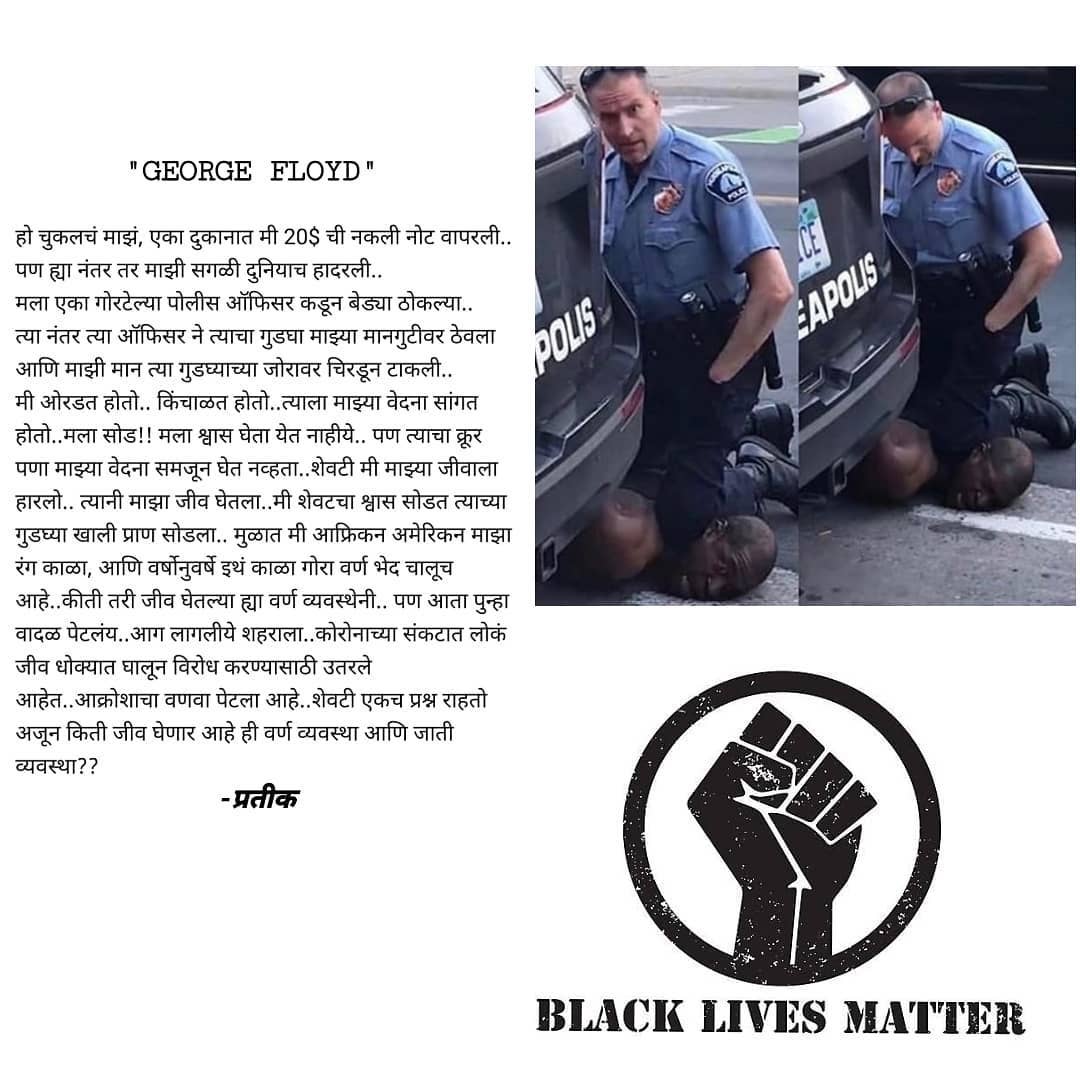 "GEORGE FLOYD"
हो चुकलचं माझं, एका दुकानात मी 20$ ची नकली नोट वापरली..
पण ह्या नंतर तर माझी सगळी दुनियाच हादरली..
मला एका गोरटेल्या पोलीस ऑफिसर कडून बेड्या ठोकल्या..
त्या नंतर त्या ऑफिसर ने त्याचा गुडघा माझ्या मानगुटीवर ठेवला
आणि माझी मान त्या गुडघ्याच्या जोरावर चिरडून टाकली..
मी ओरडत होतो.. किंचाळत होतो..त्याला माझ्या वेदना सांगत
होतो..मला सोड!! मला श्वास घेता येत नाहीये.. पण त्याचा क्रूर
पणा माझ्या वेदना समजून घेत नव्हता..शेवटी मी माझ्या जीवाला
हारलो.. त्यानी माझा जीव घेतला..मी शेवटचा श्वास सोडत त्याच्या
गुडघ्या खाली प्राण सोडला.. मुळात मी आफ्रिकन अमेरिकन माझा
रंग काळा, आणि वर्षोनुवर्षे इथं काळा गोरा वर्ण भेद चालूच
आहे..कीती तरी जीव घेतल्या ह्या वर्ण व्यवस्थेनी.. पण आता पुन्हा
वादळ पेटलंय..आग लागलीये शहराला..कोरोनाच्या संकटात लोकं
जीव धोक्यात घालून विरोध करण्यासाठी उतरले
आहेत..आक्रोशाचा वणवा पेटला आहे..शेवटी एकच प्रश्न राहतो
अजून किती जीव घेणार आहे ही वर्ण व्यवस्था आणि जाती
व्यवस्था??
-प्रतीक
POLIS
EAPOLIS
ICE
POLICE
BLACK LIVES MATTER